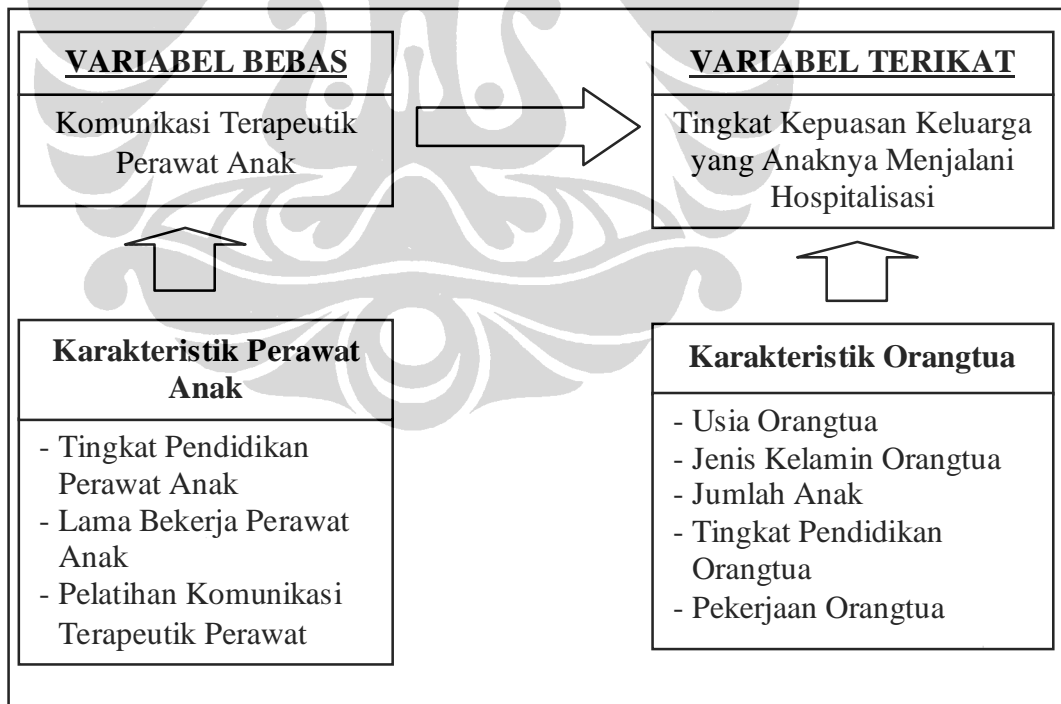 VARIABEL BEBAS
Komunikasi Terapeutik
Perawat Anak
VARIABEL TERIKAT
Tingkat Kepuasan Keluarga
yang Anaknya Menjalani
Hospitalisasi
Karakteristik Perawat
Anak
- Tingkat Pendidikan
Perawat Anak
- Lama Bekerja Perawat
Anak
- Pelatihan Komunikasi
Terapeutik Perawat
Karakteristik Orangtua
- Usia Orangtua
- Jenis Kelamin Orangtua
- Jumlah Anak
- Tingkat Pendidikan
Orangtua
- Pekerjaan Orangtua